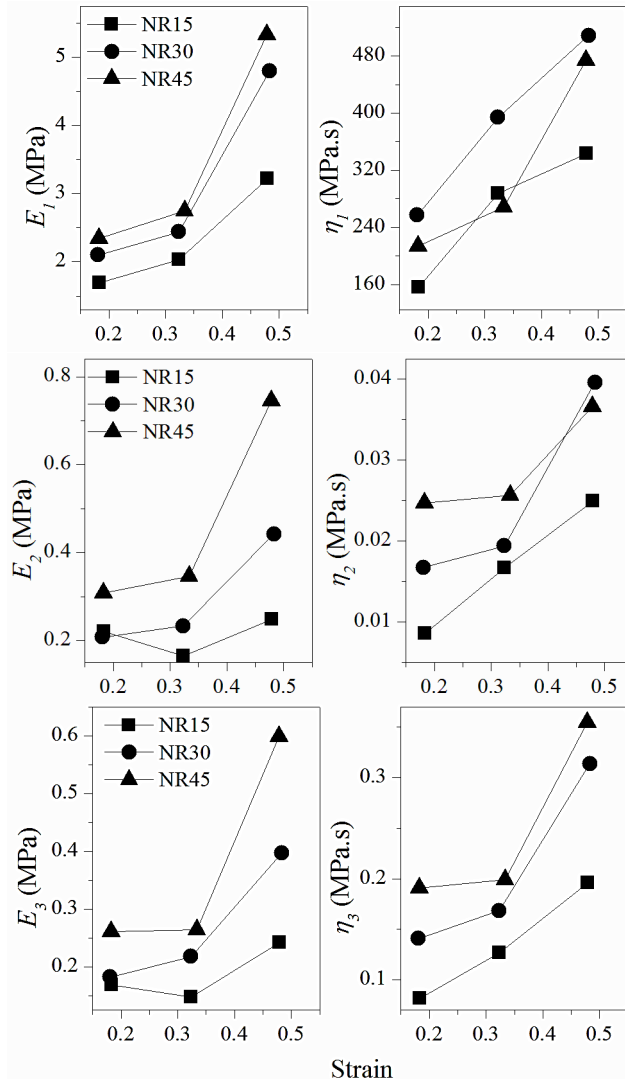 NR15
NR30
NR45
5
4
3
2
E1 (MPa)
0.2 0.3 0.4 0.5
480
400
320
240
160
η1 (MPa.s)
0.2 0.3 0.4 0.5
NR15
NR30
NR45
0.8
0.6
0.4
0.2
E2 (MPa)
0.2 0.3 0.4 0.5
0.04
0.03
0.02
0.01
η2 (MPa.s)
0.2 0.3 0.4 0.5
NR15
NR30
NR45
0.6
0.5
0.4
0.3
0.2
E3 (MPa)
0.2 0.3 0.4 0.5
0.3
0.2
0.1
η3 (MPa.s)
0.2 0.3 0.4 0.5
Strain